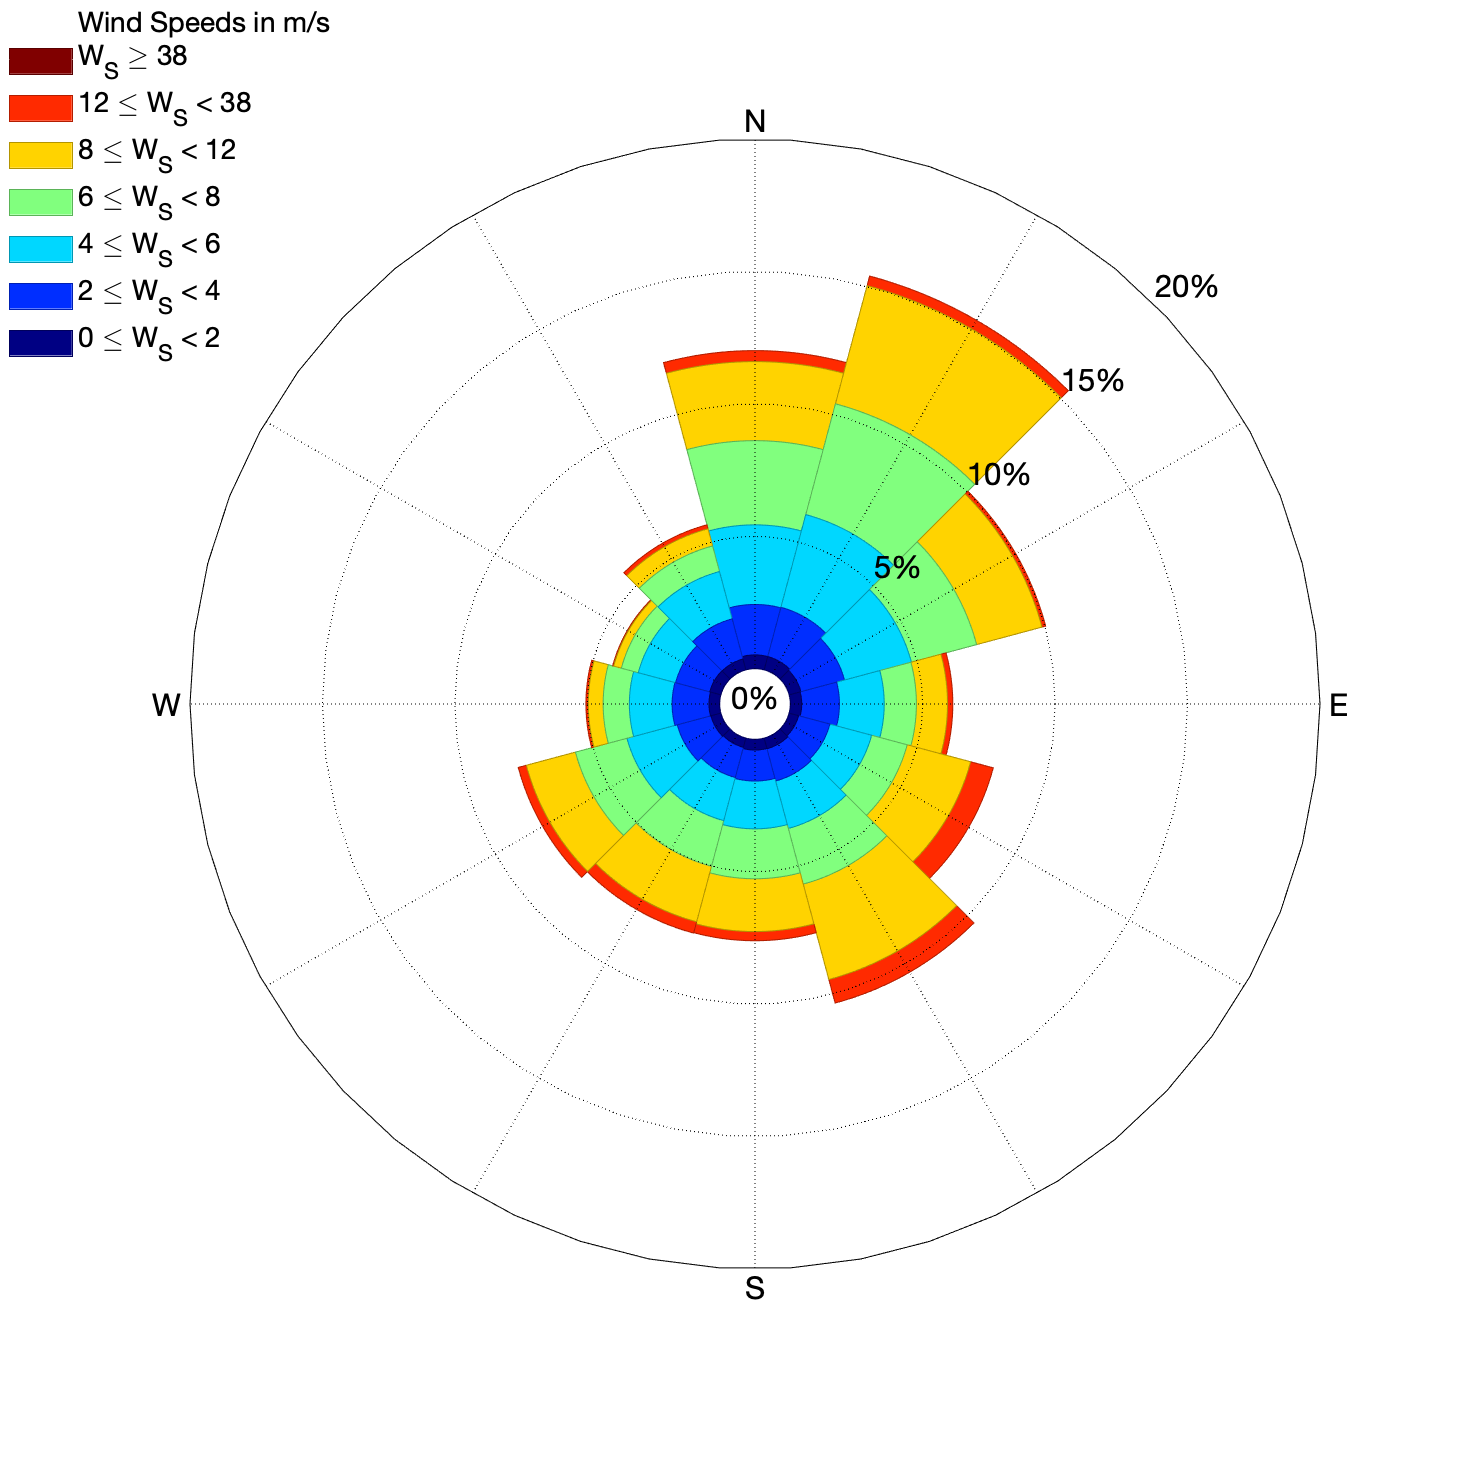 Wind Speeds in m/s
W_S ≥ 38
12 ≤ W_S < 38
8 ≤ W_S < 12
6 ≤ W_S < 8
4 ≤ W_S < 6
2 ≤ W_S < 4
0 ≤ W_S < 2
N
20%
15%
10%
5%
0%
W
E
S